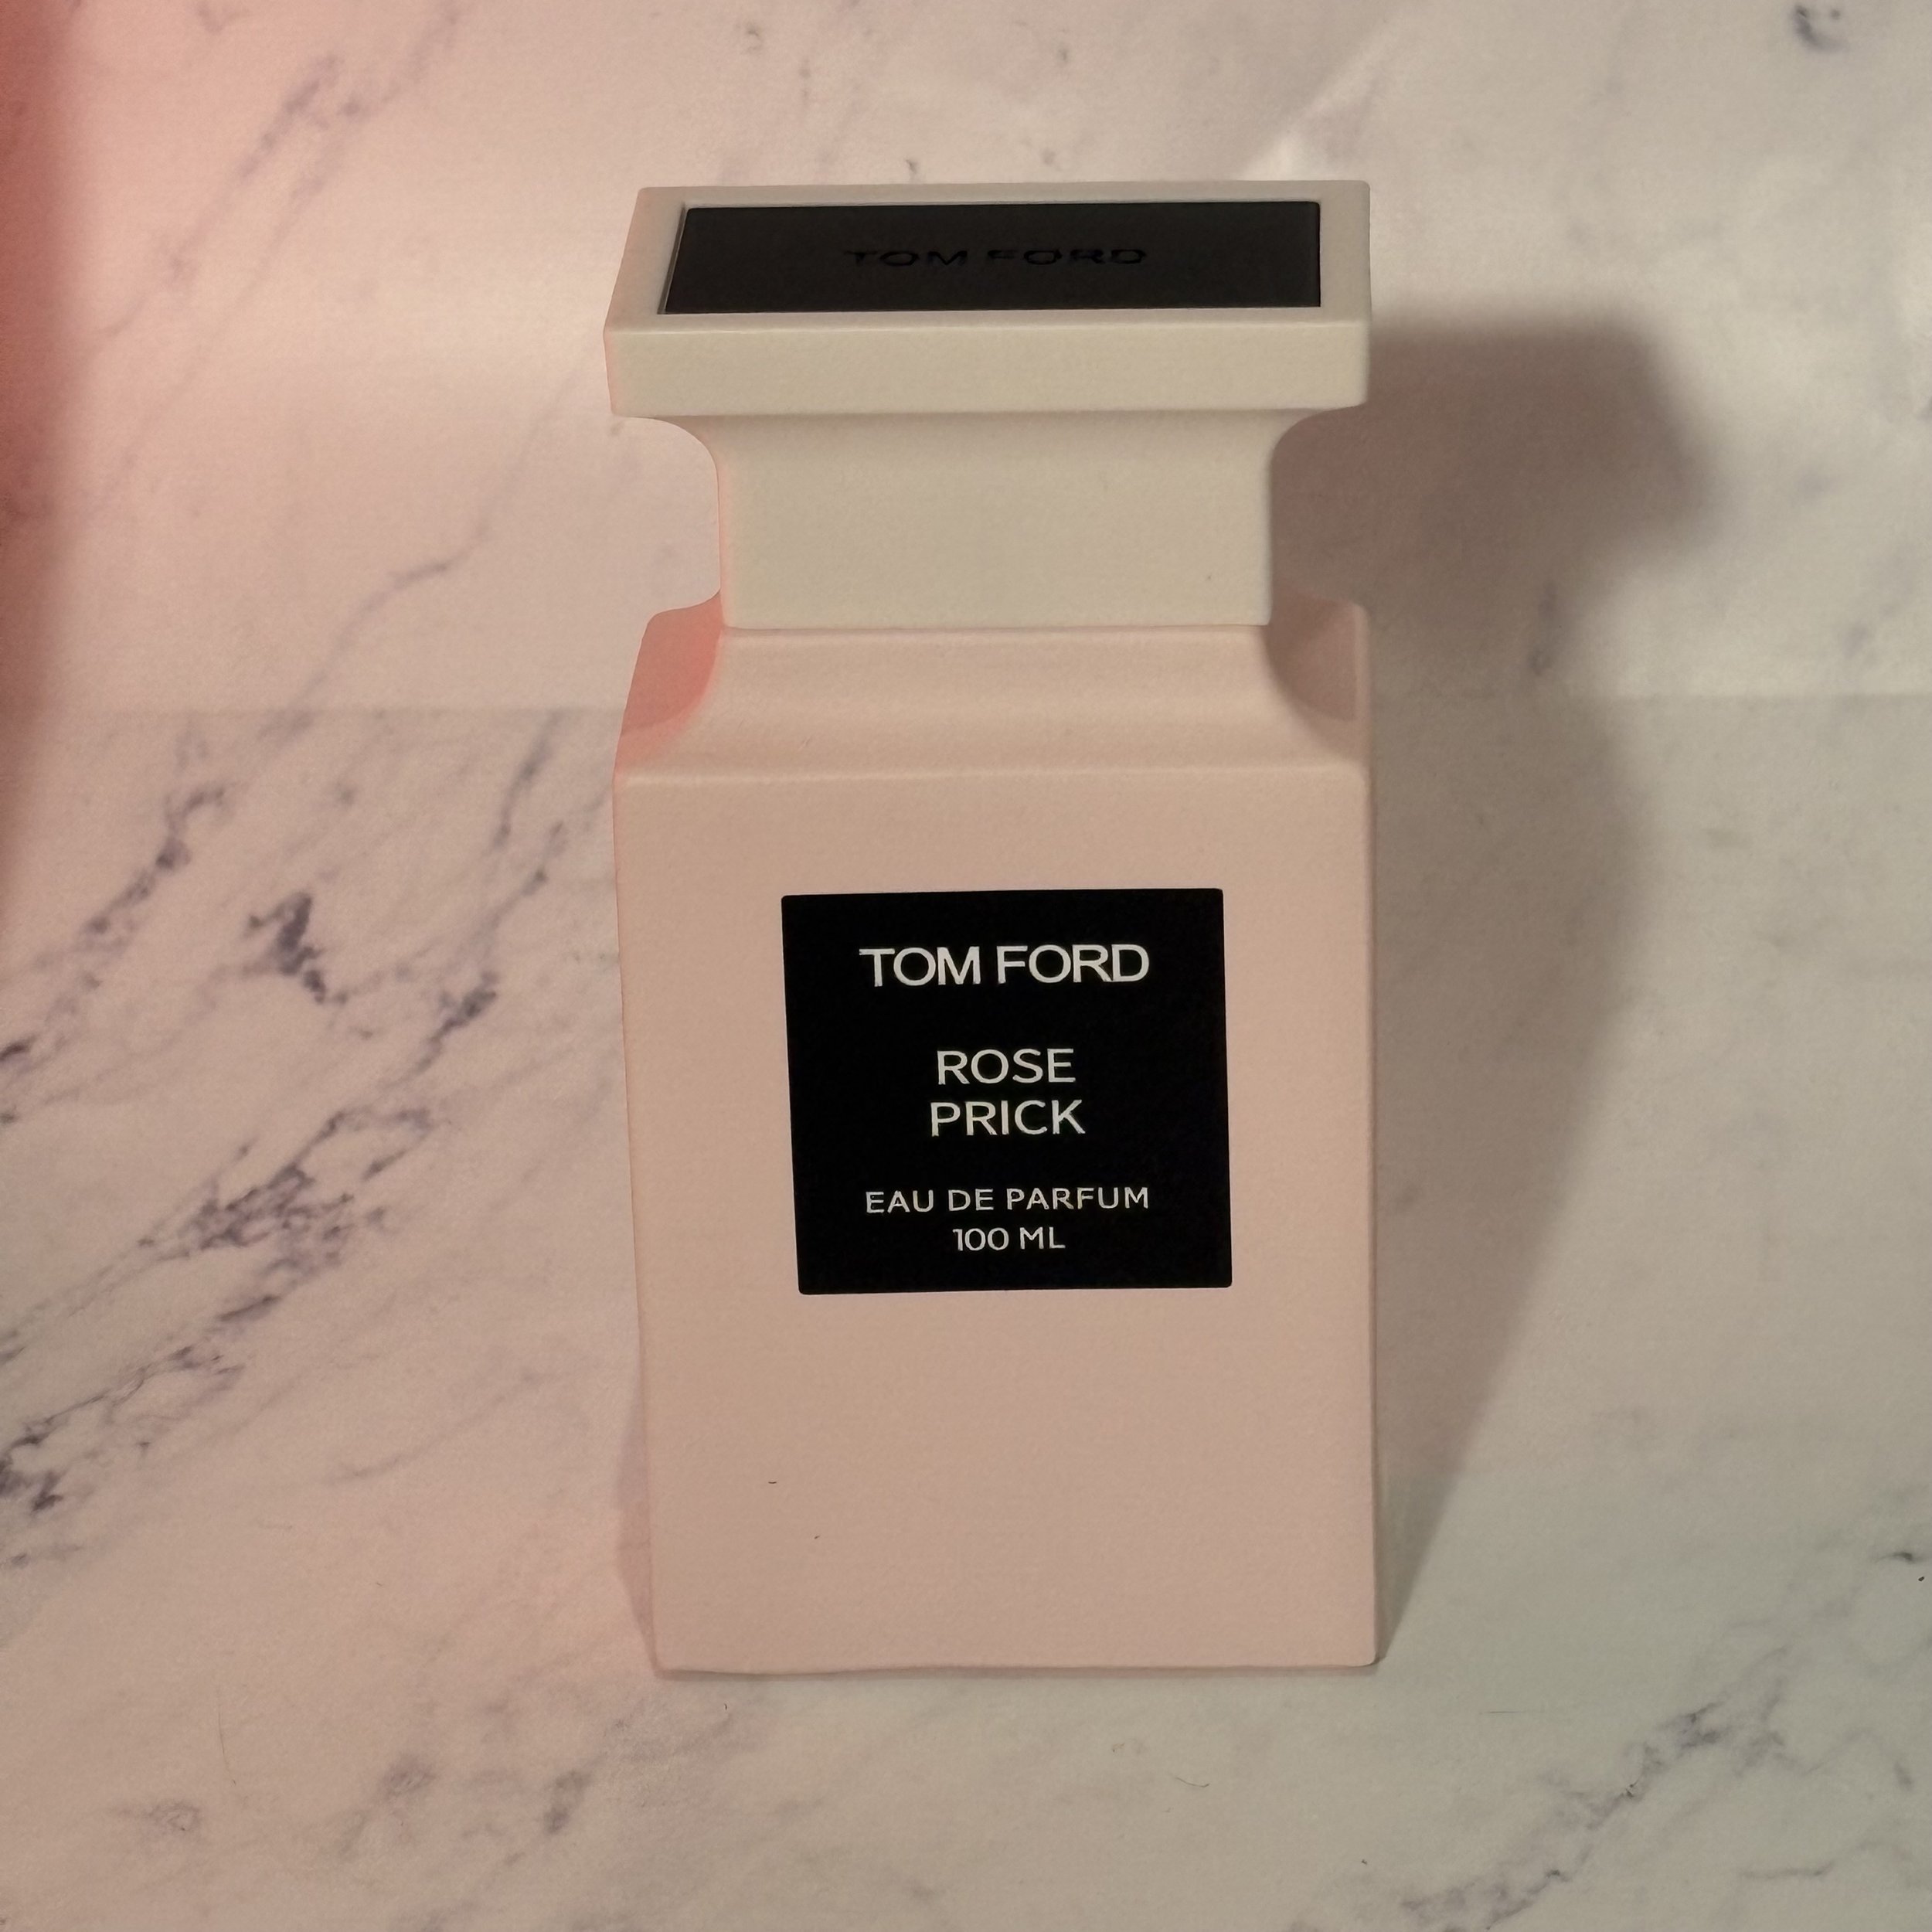 TOM FORD
TOM FORD
ROSE
PRICK
EAU DE PARFUM
100 ML